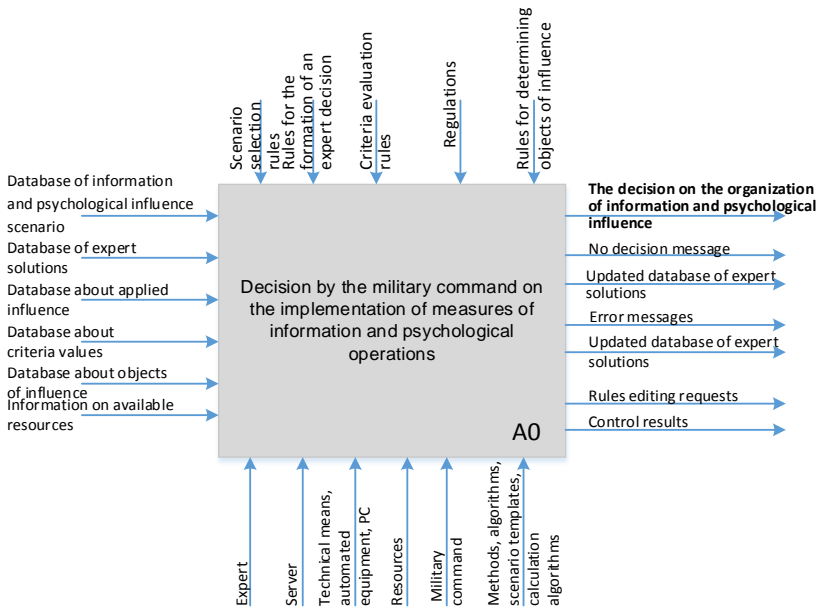 Scenario
selection
rules
Rules for the
formation of an
expert decision
Criteria evaluation
rules
Regulations
Rules for determining
objects of influence
Database of information
and psychological influence
scenario
Database of expert
solutions
Database about applied
influence
Database about
criteria values
Database about objects
of influence
Information on available
resources
Decision by the military command on
the implementation of measures of
information and psychological
operations
A0
The decision on the organization
of information and psychological
influence
No decision message
Updated database of expert
solutions
Error messages
Updated database of expert
solutions
Rules editing requests
Control results
Expert
Server
Technical means,
automated
equipment, PC
Resources
Military
command
Methods, algorithms,
scenario templates,
calculation
algorithms